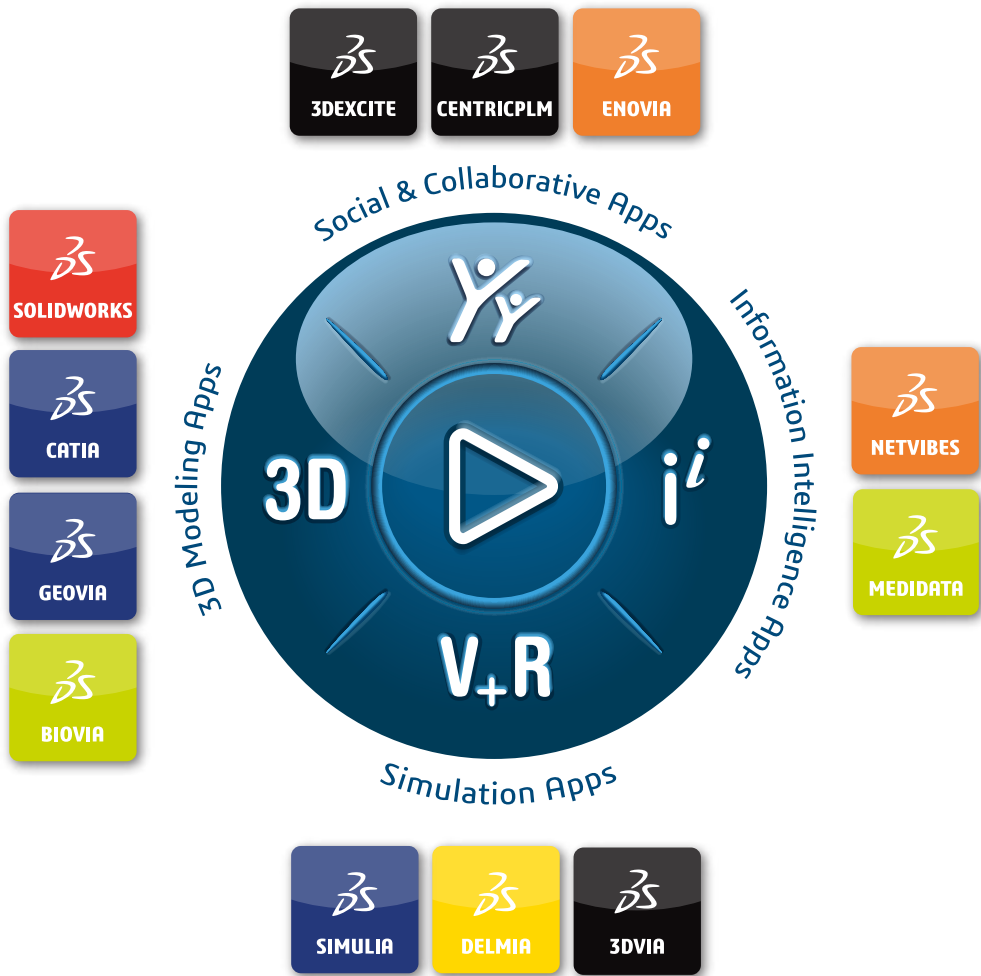 3DEXCITE
CENTRICPLM
ENOVIA
Social & Collaborative Apps
SOLIDWORKS
CATIA
GEOVIA
BIOVIA
3D Modeling Apps
3D
i i
V+R
Information Intelligence Apps
NETVIBES
MEDIDATA
Simulation Apps
SIMULIA
DELMIA
3DVIA